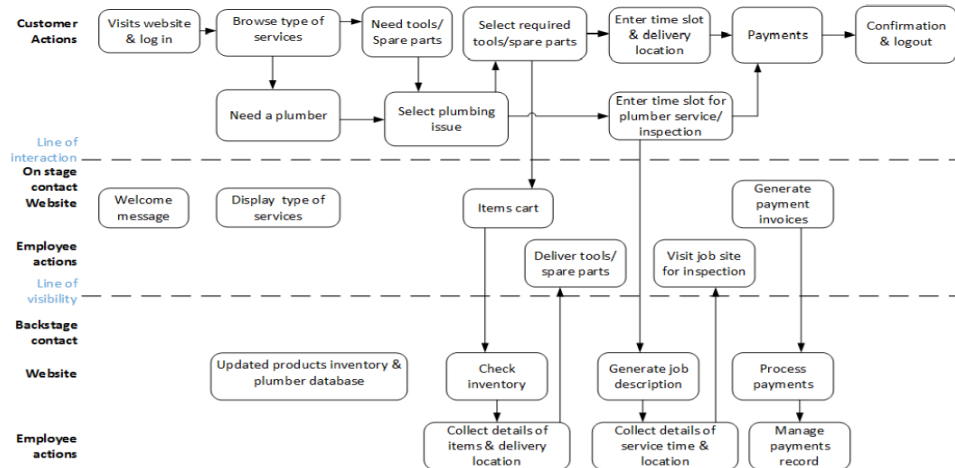 Customer
Actions
Visits website
& log in
Browse type of
services
Need tools/
Spare parts
Select required
tools/spare parts
Enter time slot
& delivery
location
Payments
Confirmation
& logout
Need a plumber
Select plumbing
issue
Enter time slot for
plumber service/
inspection
Line of
interaction
On stage
contact
Website
Welcome
message
Display type of
services
Items cart
Generate
payment
invoices
Employee
actions
Deliver tools/
spare parts
Visit job site
for inspection
Line of
visibility
Backstage
contact
Website
Updated products inventory &
plumber database
Check
inventory
Generate job
description
Process
payments
Employee
actions
Collect details of
items & delivery
location
Collect details of
service time &
location
Manage
payments
record